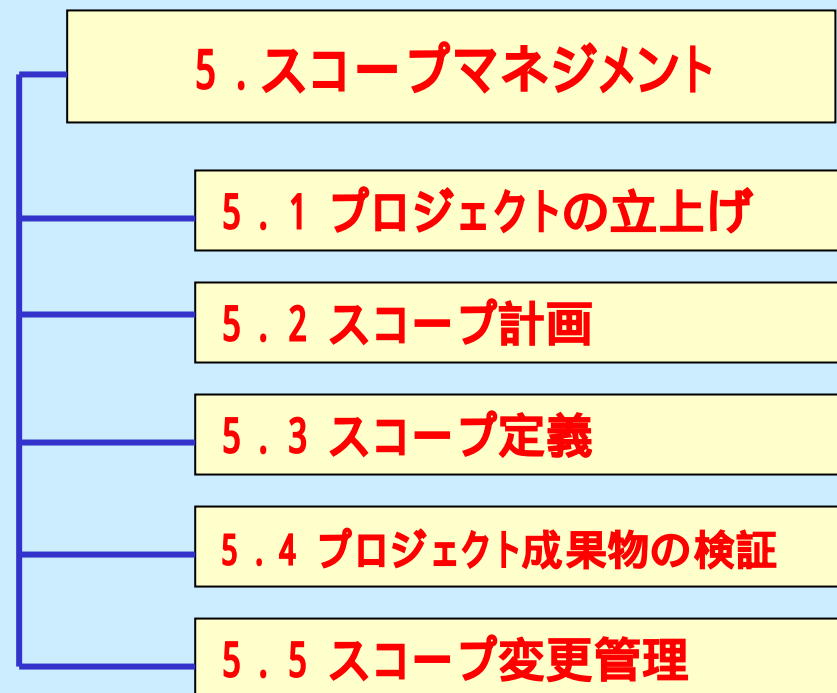 5．スコープマネジメント
5．1 プロジェクトの立上げ
5．2 スコープ計画
5．3 スコープ定義
5．4 プロジェクト成果物の検証
5．5 スコープ変更管理